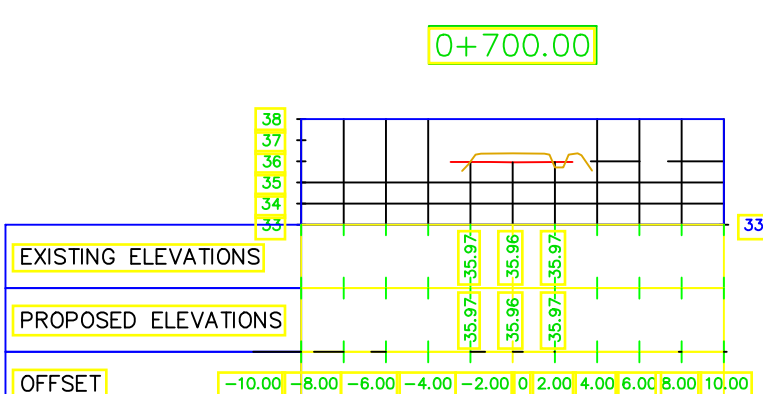 0+700.00
38
37
36
35
34
33 33
EXISTING ELEVATIONS 35.97 35.96 35.97
PROPOSED ELEVATIONS 35.97 35.96 35.97
OFFSET -10.00 -8.00 -6.00 -4.00 -2.00 0 2.00 4.00 6.00 8.00 10.00